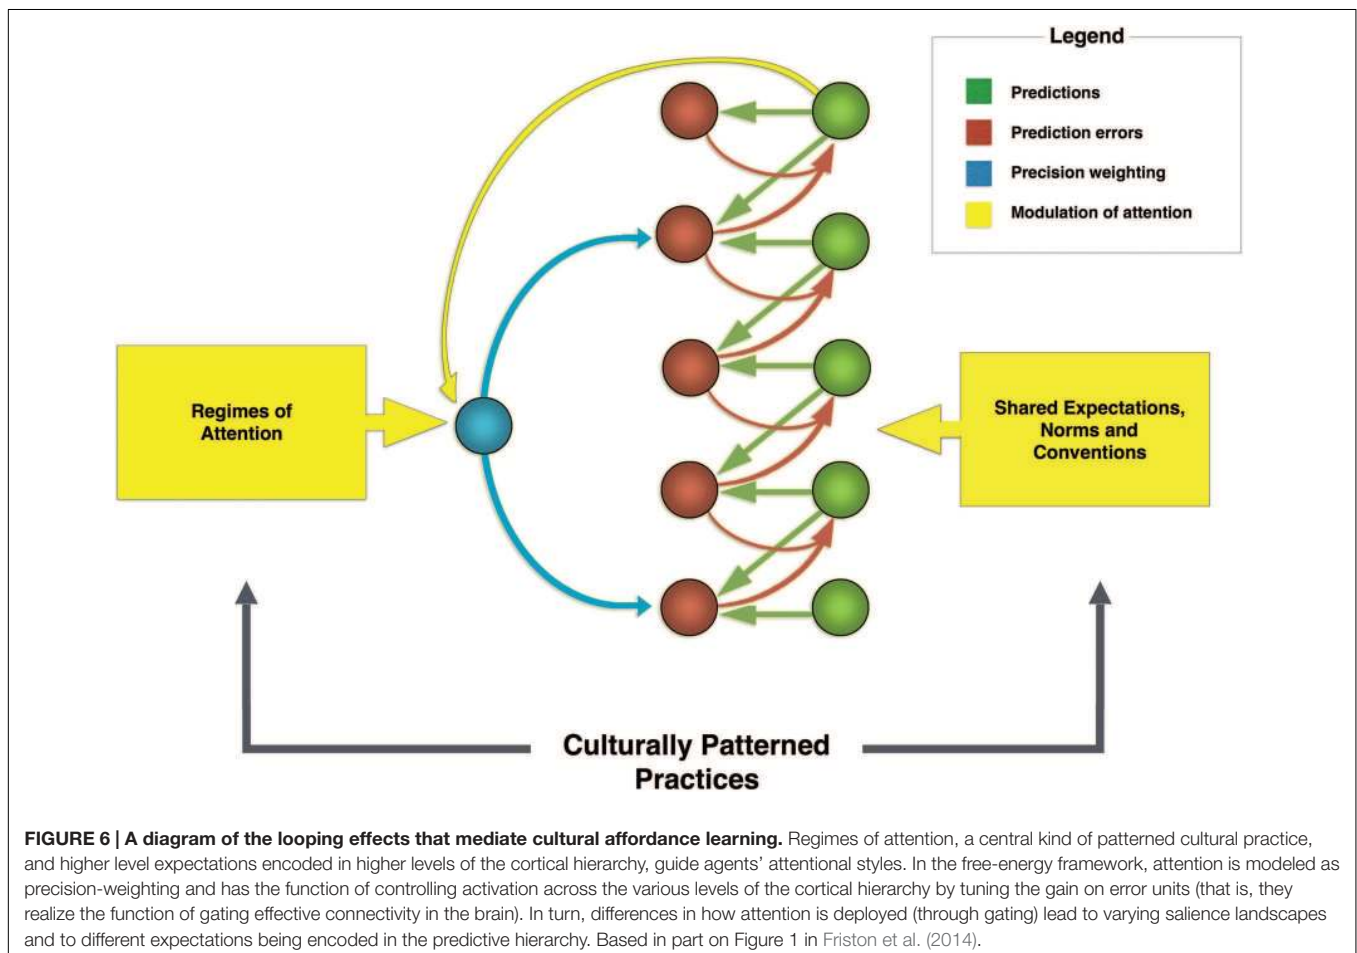 Legend
Predictions
Prediction errors
Precision weighting
Modulation of attention
Regimes of
Attention
Shared Expectations,
Norms and
Conventions
Culturally Patterned
Practices
FIGURE 6 | A diagram of the looping effects that mediate cultural affordance learning. Regimes of attention, a central kind of patterned cultural practice,
and higher level expectations encoded in higher levels of the cortical hierarchy, guide agents’ attentional styles. In the free-energy framework, attention is modeled as
precision-weighting and has the function of controlling activation across the various levels of the cortical hierarchy by tuning the gain on error units (that is, they
realize the function of gating effective connectivity in the brain). In turn, differences in how attention is deployed (through gating) lead to varying salience landscapes
and to different expectations being encoded in the predictive hierarchy. Based in part on Figure 1 in Friston et al. (2014).